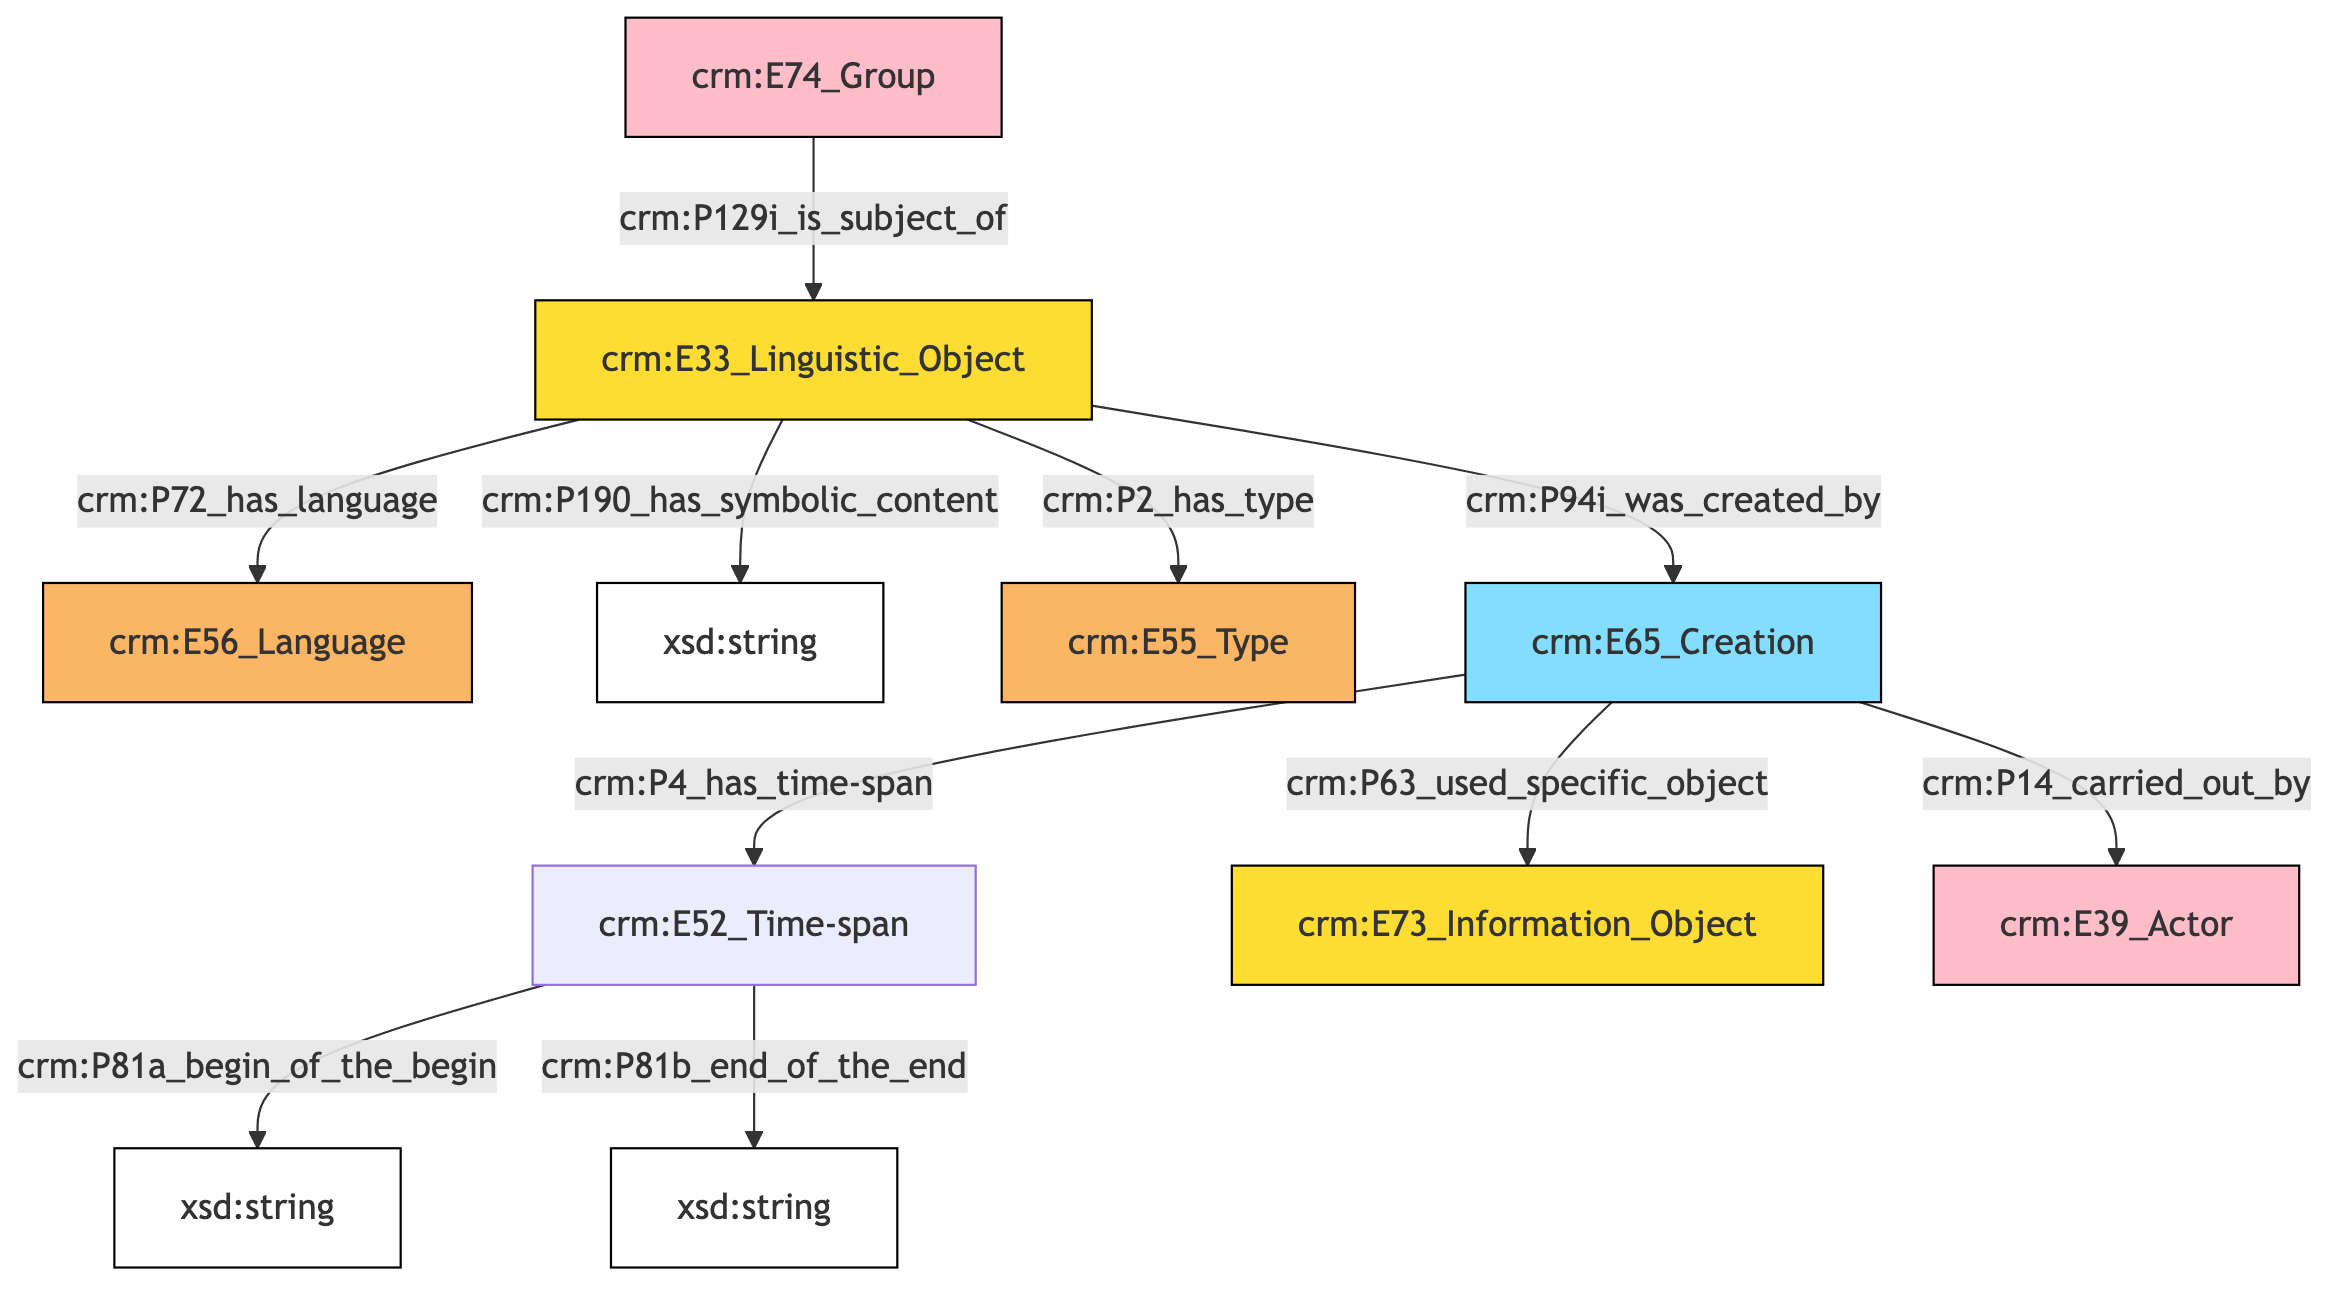 crm:E74_Group
crm:P129i_is_subject_of
crm:E33_Linguistic_Object
crm:P72_has_language
crm:P190_has_symbolic_content
crm:P2_has_type
crm:P94i_was_created_by
crm:E56_Language
xsd:string
crm:E55_Type
crm:E65_Creation
crm:P4_has_time-span
crm:P63_used_specific_object
crm:P14_carried_out_by
crm:E52_Time-span
crm:E73_Information_Object
crm:E39_Actor
crm:P81a_begin_of_the_begin
crm:P81b_end_of_the_end
xsd:string
xsd:string